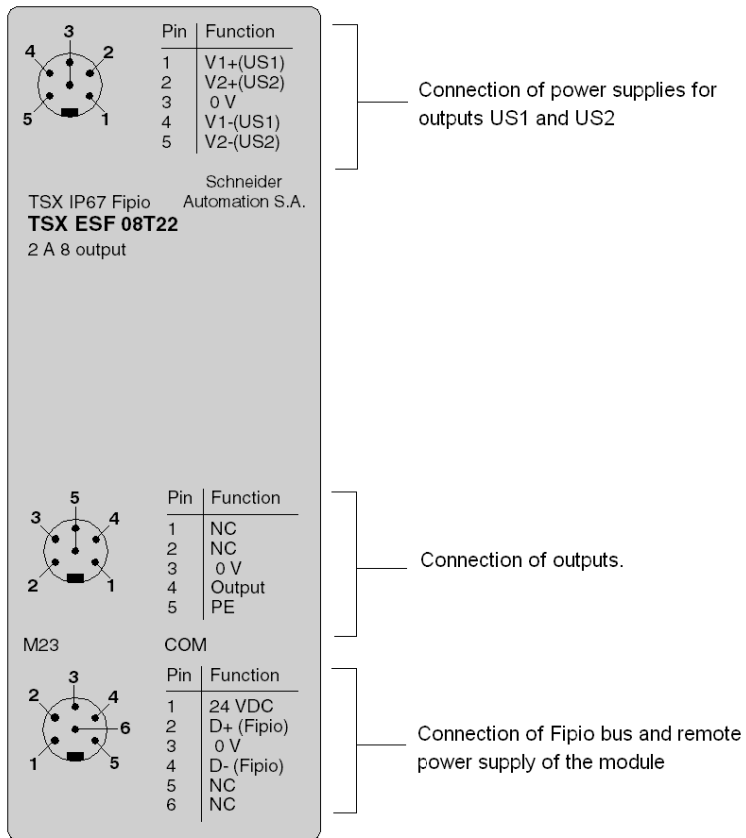 3
4 2
5 1
Pin Function
1 V1+(US1)
2 V2+(US2)
3 0 V
4 V1-(US1)
5 V2-(US2)
Connection of power supplies for
outputs US1 and US2
Schneider
Automation S.A.
TSX IP67 Fipio
TSX ESF 08T22
2 A 8 output
5
3 4
2 1
Pin Function
1 NC
2 NC
3 0 V
4 Output
5 PE
Connection of outputs.
M23 COM
3
2 4
6
1 5
Pin Function
1 24 VDC
2 D+ (Fipio)
3 0 V
4 D- (Fipio)
5 NC
6 NC
Connection of Fipio bus and remote
power supply of the module